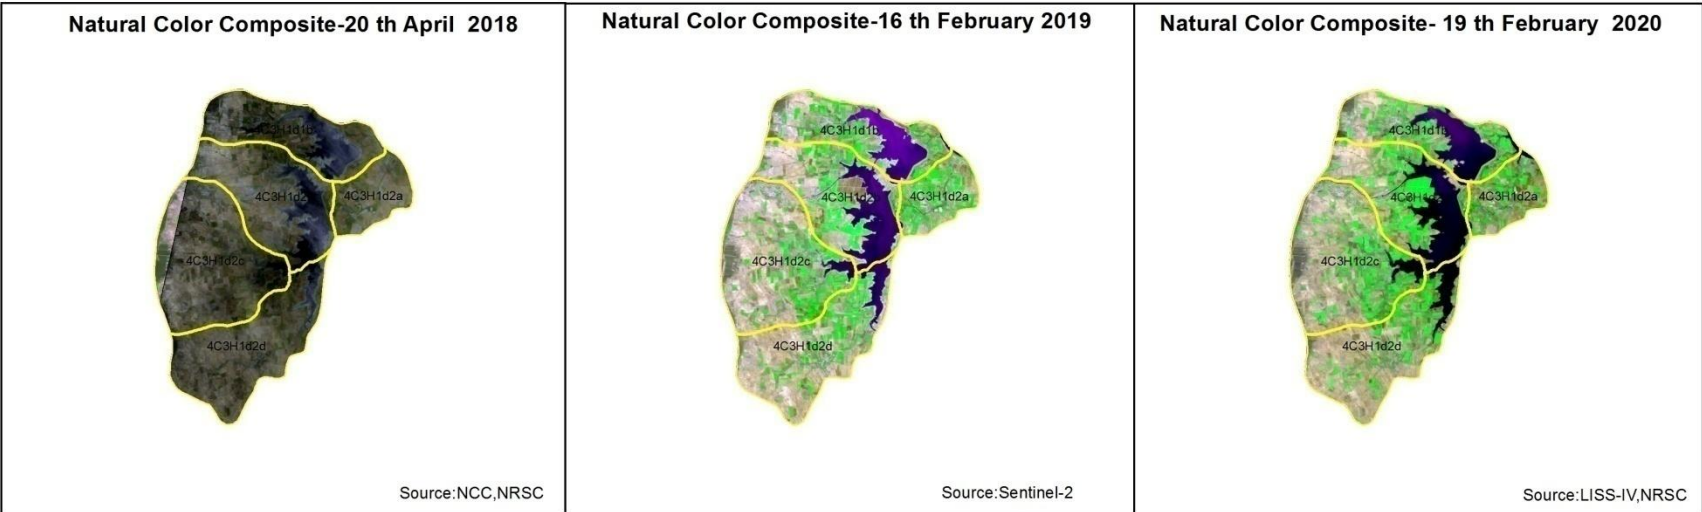 Natural Color Composite-20 th April 2018
4C3H1d1b
4C3H1d2
4C3H1d2a
4C3H1d2c
4C3H1d2d
Source:NCC,NRSC
Natural Color Composite-16 th February 2019
4C3H1d1b
4C3H1d2
4C3H1d2a
4C3H1d2c
4C3H1d2d
Source:Sentinel-2
Natural Color Composite- 19 th February 2020
4C3H1d1b
4C3H1d2a
4C3H1d2c
4C3H1d2d
Source:LISS-IV,NRSC